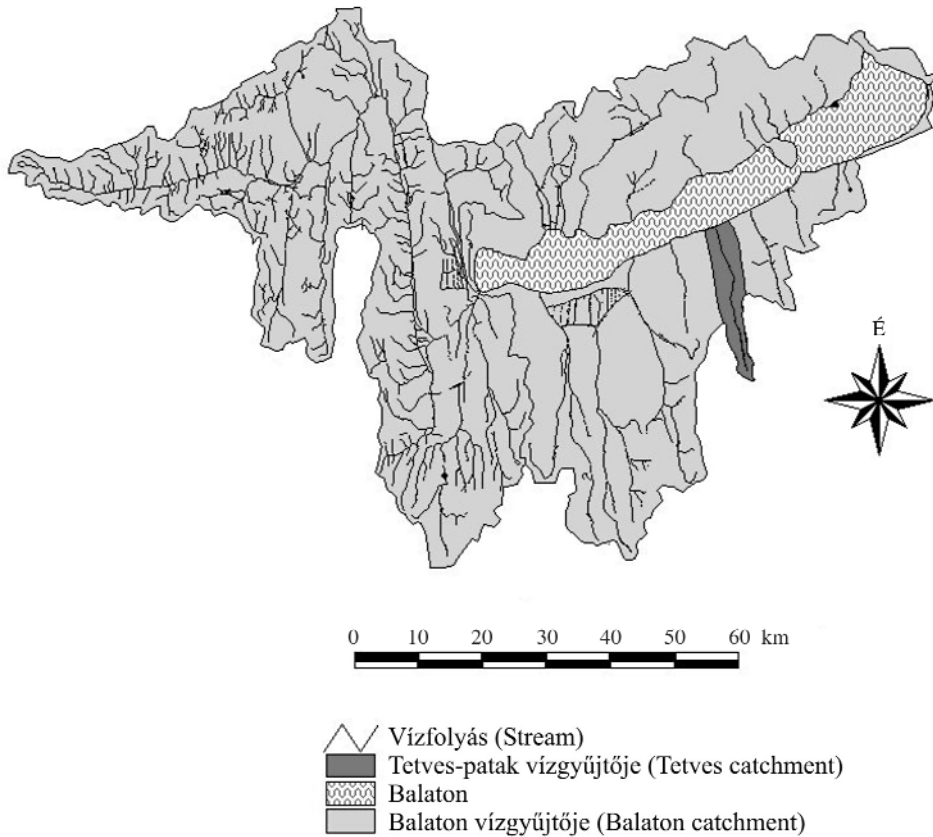 É
0 10 20 30 40 50 60 km
Vízfolyás (Stream)
Tetves-patak vízgyűjtője (Tetves catchment)
Balaton
Balaton vízgyűjtője (Balaton catchment)